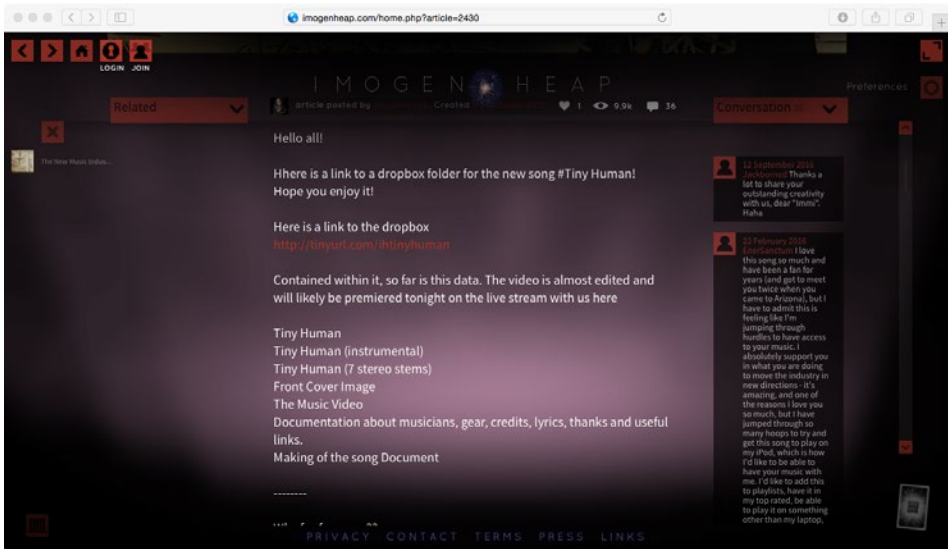 imogenheap.com/home.php?article=2430
LOGIN JOIN
IMOGEN HEAP
Preferences
Related
article posted by
Created
1 9.9k 36
Conversation
The New Music Indus...
Hello all!
Hhere is a link to a dropbox folder for the new song #Tiny Human!
Hope you enjoy it!
Here is a link to the dropbox
http://tinyurl.com/ihtinyhuman
Contained within it, so far is this data. The video is almost edited and
will likely be premiered tonight on the live stream with us here
Tiny Human
Tiny Human (instrumental)
Tiny Human (7 stereo stems)
Front Cover Image
The Music Video
Documentation about musicians, gear, credits, lyrics, thanks and useful
links.
Making of the song Document
--------
12 September 2016
Jackborned Thanks a
lot to share your
outstanding creativity
with us, dear "Immi".
Haha
22 February 2016
EnerSanctum I love
this song so much and
have been a fan for
years (and got to meet
you twice when you
came to Arizona), but I
have to admit this is
feeling like I'm
jumping through
hurdles to have access
to your music. I
absolutely support you
in what you are doing
to move the industry in
new directions - it's
amazing, and one of
the reasons I love you
so much, but I have
jumped through so
many hoops to try and
get this song to play on
my iPod, which is how
I'd like to be able to
have your music with
me. I'd like to add this
to playlists, have it in
my top rated, be able
to play it on something
other than my laptop,
PRIVACY CONTACT TERMS PRESS LINKS